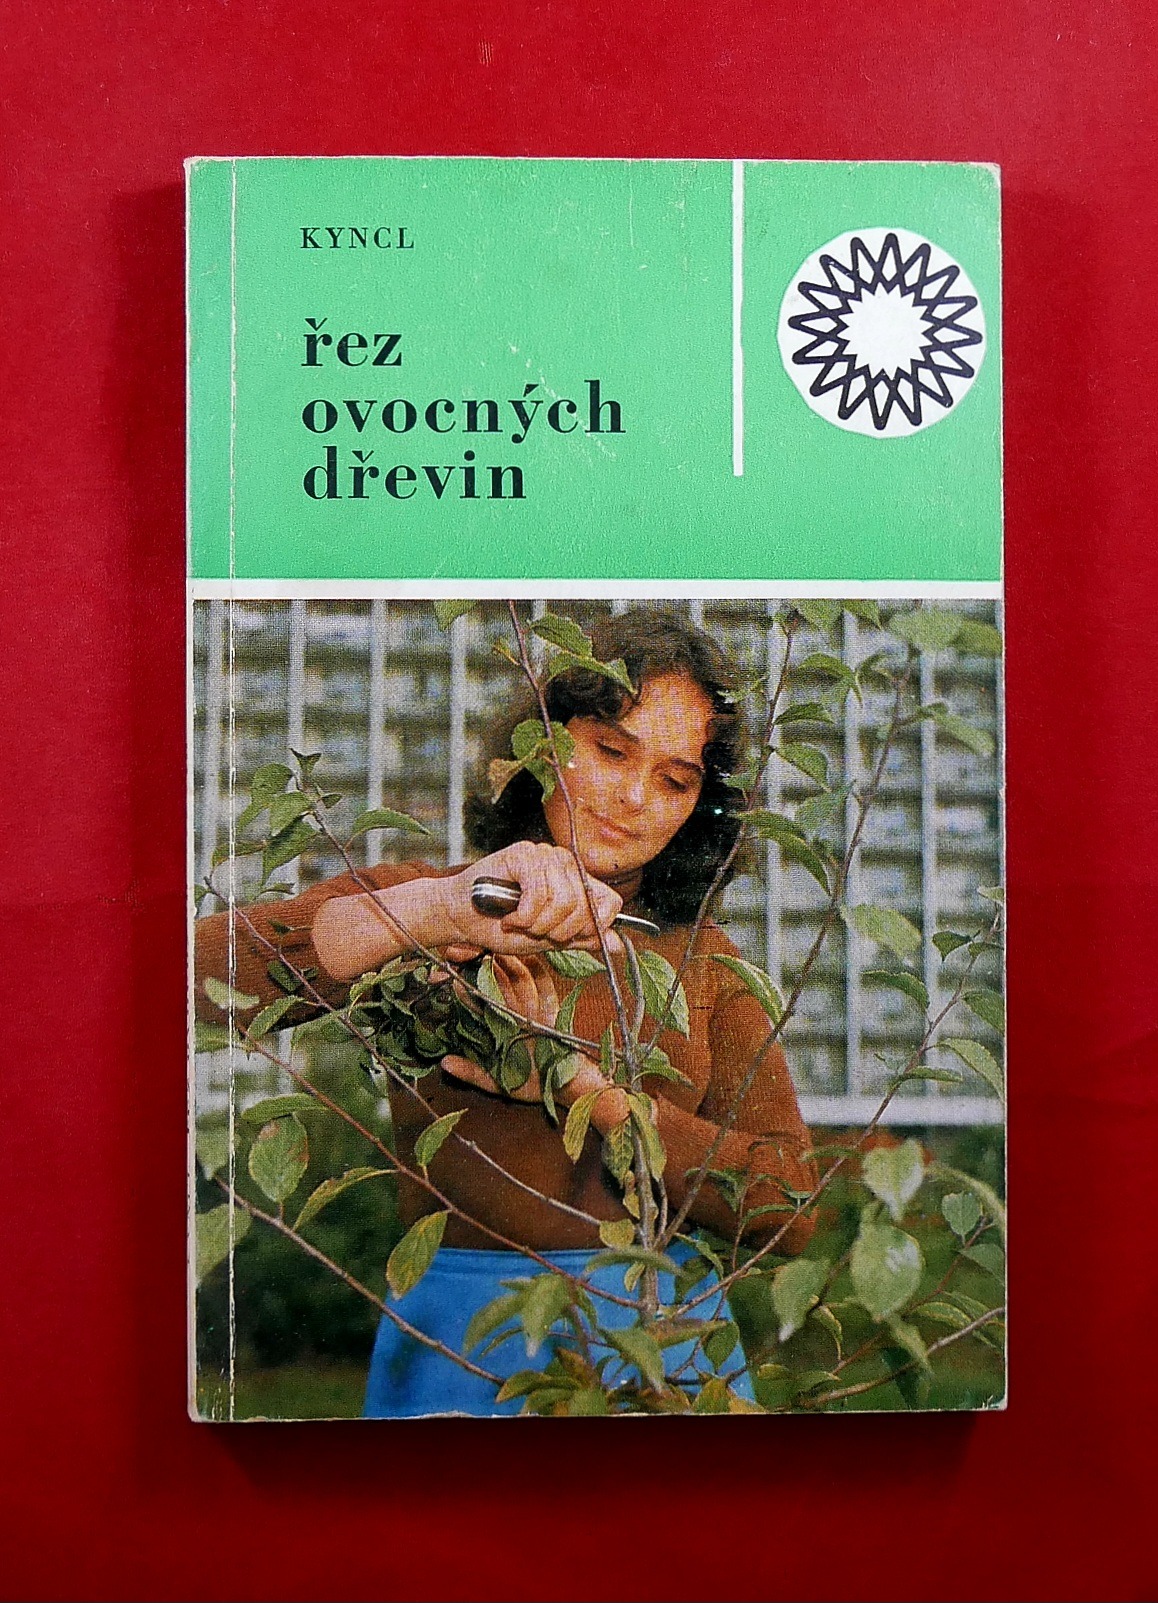 KYNCL
řez
ovocných
dřevin